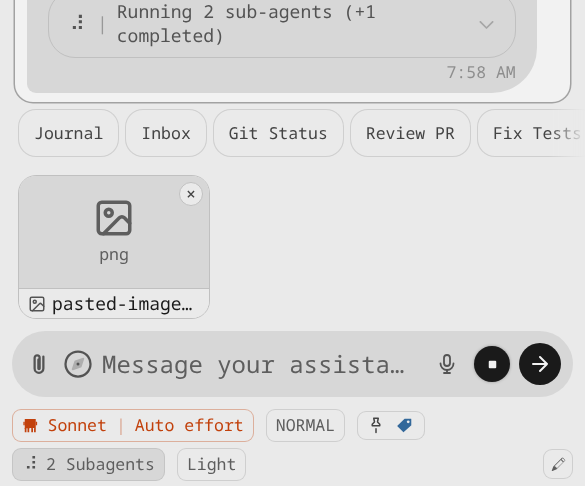 Running 2 sub-agents (+1
completed)
7:58 AM
Journal Inbox Git Status Review PR Fix Tests
png
pasted-image…
Message your assista…
Sonnet | Auto effort NORMAL
2 Subagents Light